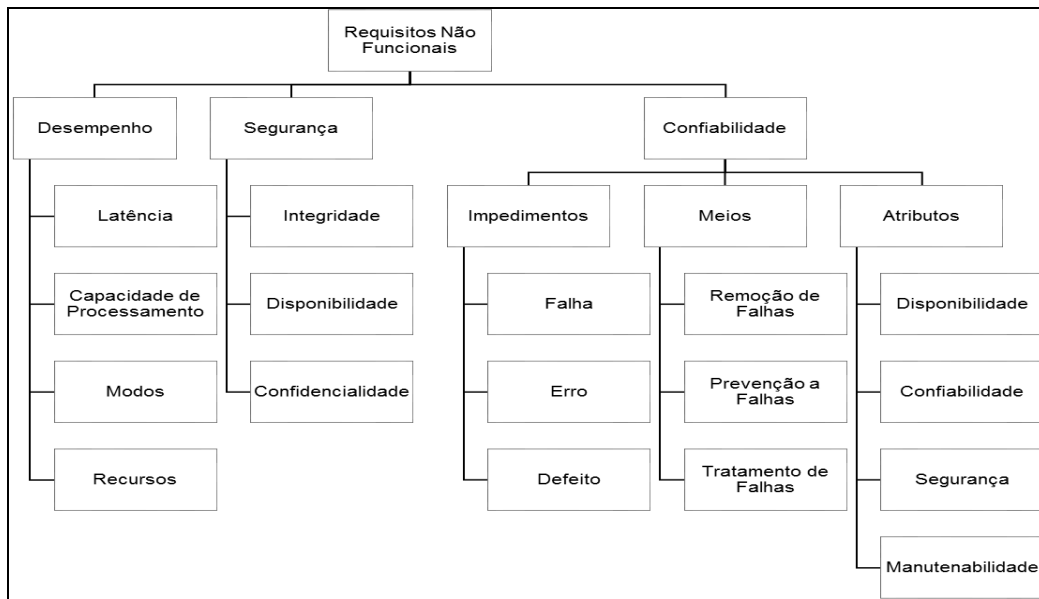 Requisitos Não
Funcionais
Desempenho
Segurança
Confiabilidade
Latência
Integridade
Impedimentos
Meios
Atributos
Capacidade de
Processamento
Disponibilidade
Falha
Remoção de
Falhas
Disponibilidade
Modos
Confidencialidade
Erro
Prevenção a
Falhas
Confiabilidade
Recursos
Defeito
Tratamento de
Falhas
Segurança
Manutenabilidade